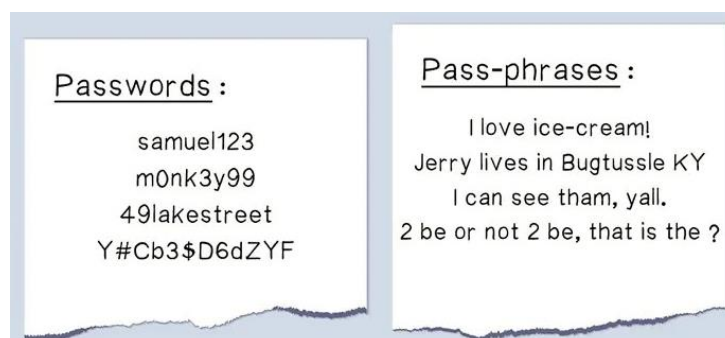 Passwords:
samuel123
m0nk3y99
49lakestreet
Y#Cb3$D6dZYF
Pass-phrases:
I love ice-cream!
Jerry lives in Bugtussle KY
I can see tham, yall.
2 be or not 2 be, that is the ?